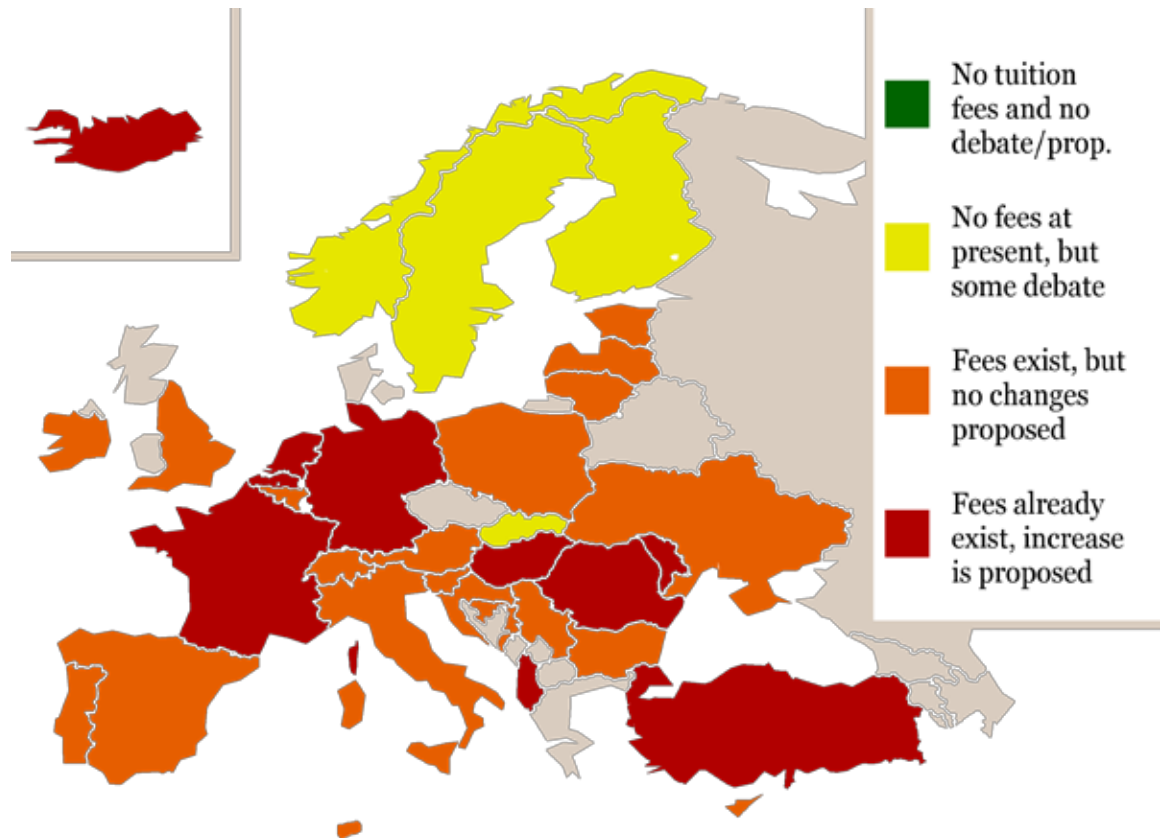 No tuition
fees and no
debate/prop.
No fees at
present, but
some debate
Fees exist, but
no changes
proposed
Fees already
exist, increase
is proposed